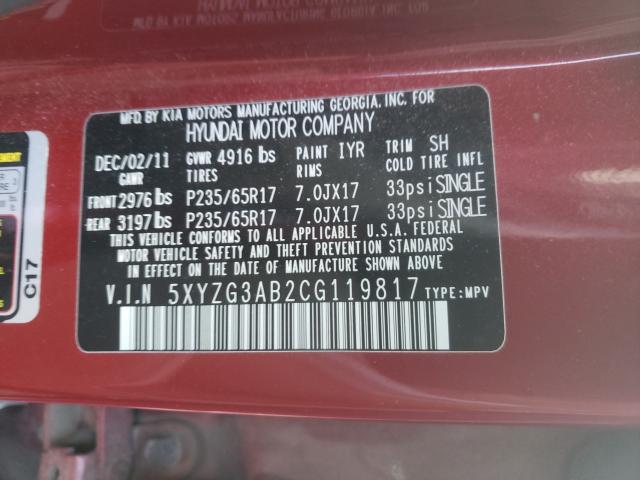 MFD. BY KIA MOTORS MANUFACTURING GEORGIA, INC. FOR
HYUNDAI MOTOR COMPANY
DEC/02/11 GVWR 4916 lbs PAINT IYR TRIM SH
GAWR RIMS COLD TIRE INFL
FRONT 2976 lbs P235/65R17 7.0JX17 33psi SINGLE
REAR 3197 lbs P235/65R17 7.0JX17 33psi SINGLE
THIS VEHICLE CONFORMS TO ALL APPLICABLE U.S.A. FEDERAL
MOTOR VEHICLE SAFETY AND THEFT PREVENTION STANDARDS
IN EFFECT ON THE DATE OF MANUFACTURE SHOWN ABOVE.
V.I.N 5XYZG3AB2CG119817 TYPE: MPV
C17